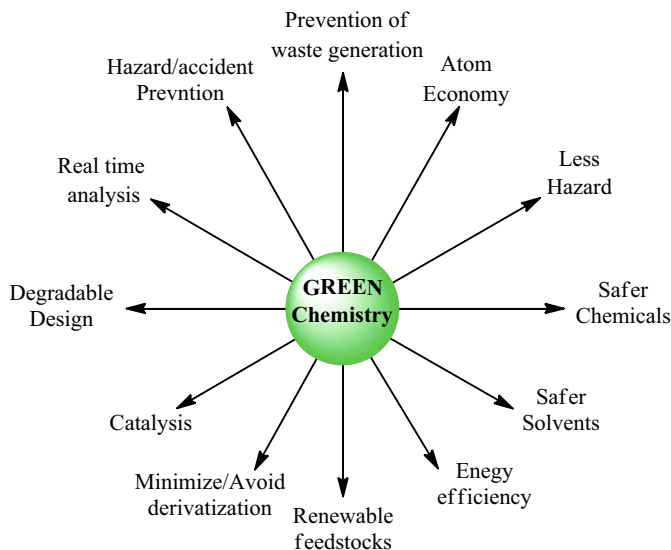 Prevention of
waste generation
Atom
Economy
Less
Hazard
Safer
Chemicals
Safer
Solvents
Enegy
efficiency
Renewable
feedstocks
Minimize/Avoid
derivatization
Catalysis
Degradable
Design
Real time
analysis
Hazard/accident
Prevntion
GREEN
Chemistry